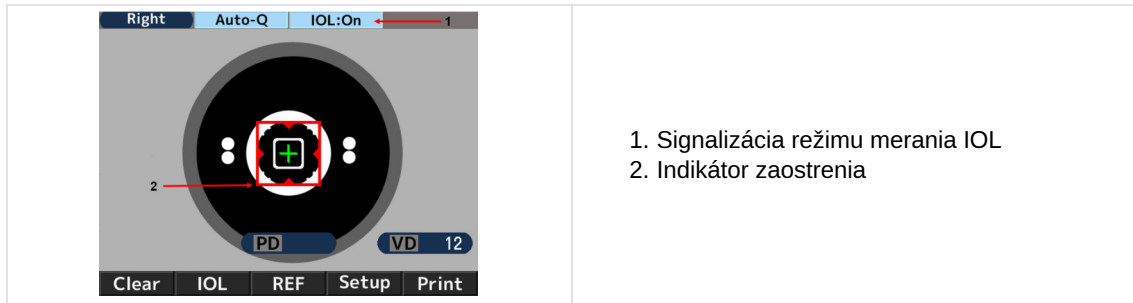 Right Auto-Q IOL:On 1
2
PD VD 12
Clear IOL REF Setup Print
1. Signalizácia režimu merania IOL
2. Indikátor zaostrenia